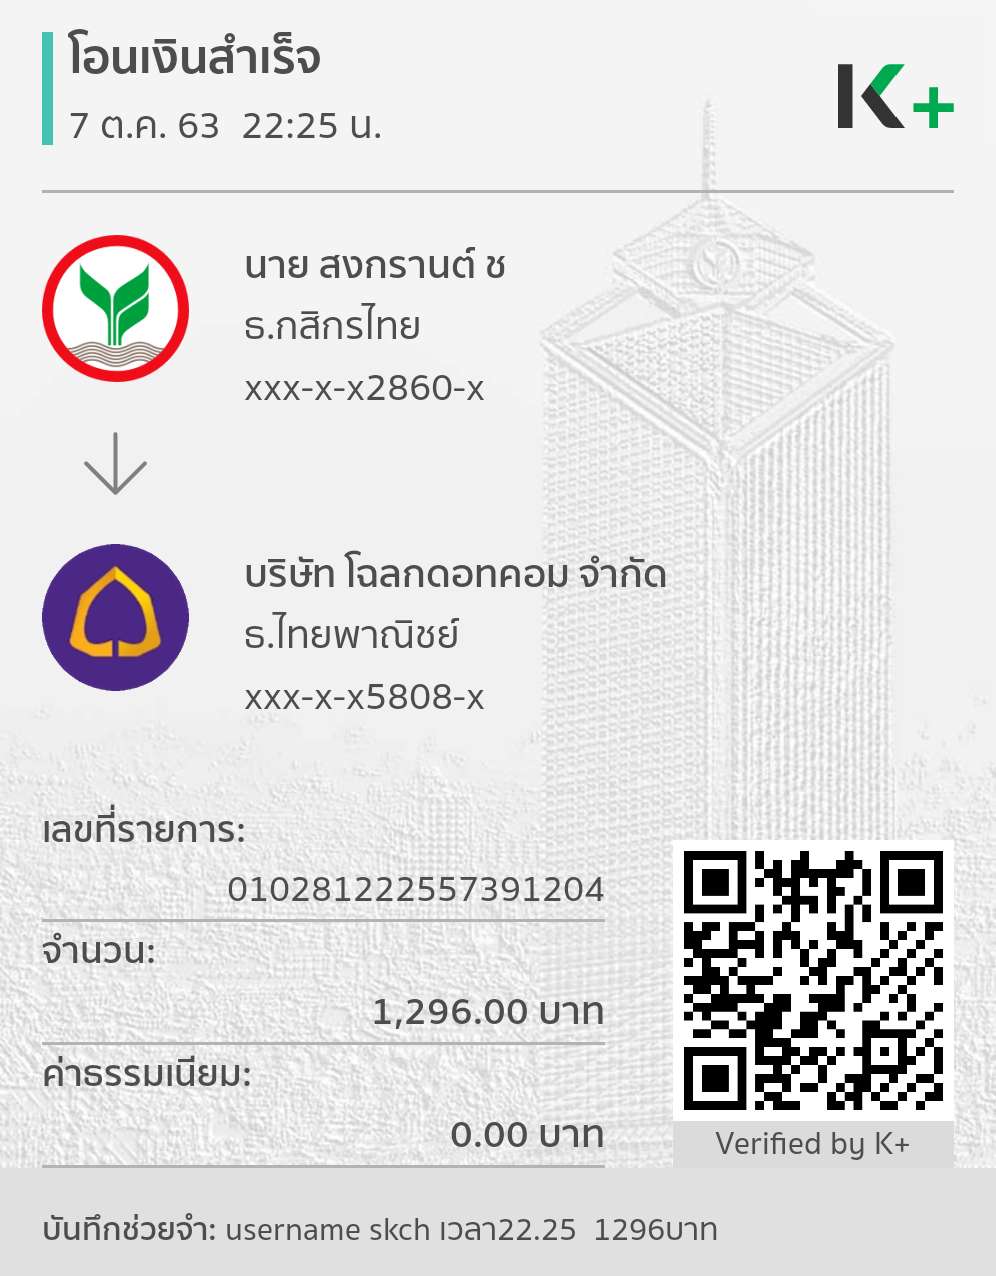 โอนเงินสำเร็จ
7 ต.ค. 63  22:25 น.
K+
นาย สงกรานต์ ช
ธ.กสิกรไทย
xxx-x-x2860-x
บริษัท โฉลกดอทคอม จำกัด
ธ.ไทยพาณิชย์
xxx-x-x5808-x
เลขที่รายการ:
010281222557391204
จำนวน:
1,296.00 บาท
ค่าธรรมเนียม:
0.00 บาท
Verified by K+
บันทึกช่วยจำ: username skch เวลา22.25  1296บาท